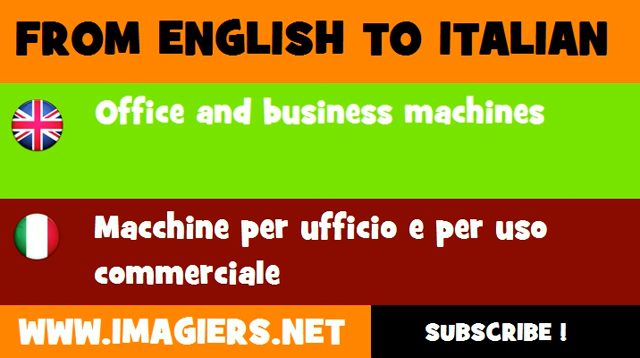 FROM ENGLISH TO ITALIAN
Office and business machines
Macchine per ufficio e per uso
commerciale
WWW.IMAGIERS.NET
SUBSCRIBE !